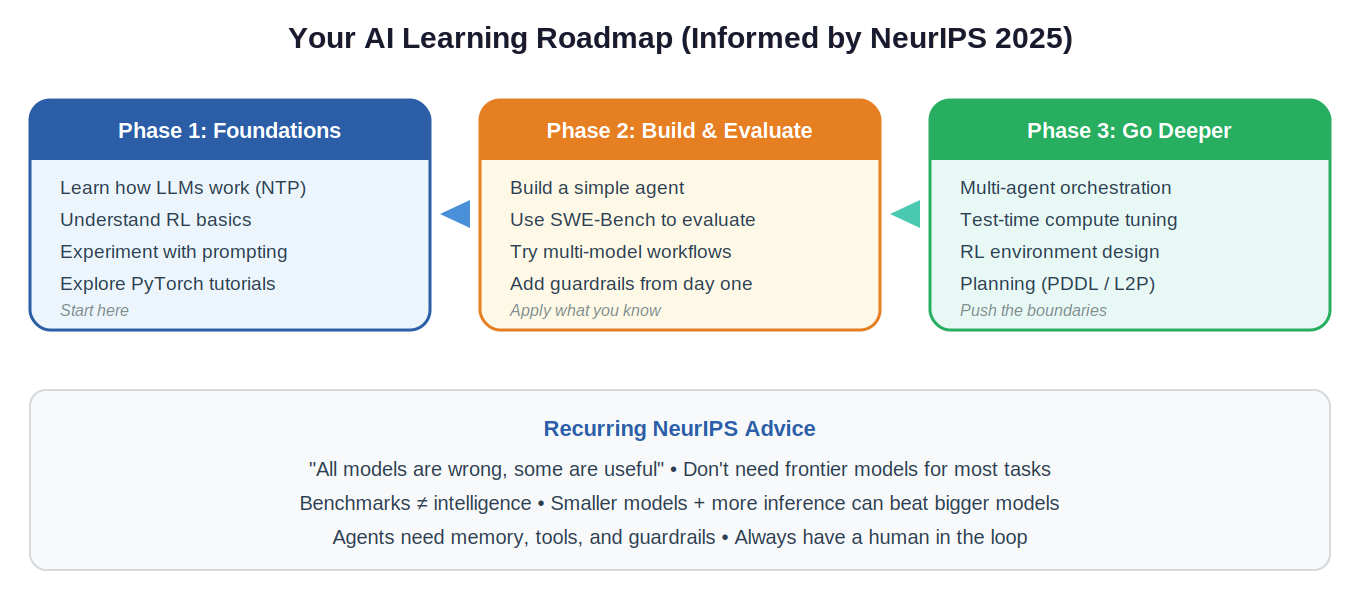 Your AI Learning Roadmap (Informed by NeurIPS 2025)
Phase 1: Foundations
Learn how LLMs work (NTP)
Understand RL basics
Experiment with prompting
Explore PyTorch tutorials
Start here
Phase 2: Build & Evaluate
Build a simple agent
Use SWE-Bench to evaluate
Try multi-model workflows
Add guardrails from day one
Apply what you know
Phase 3: Go Deeper
Multi-agent orchestration
Test-time compute tuning
RL environment design
Planning (PDDL / L2P)
Push the boundaries
Recurring NeurIPS Advice
"All models are wrong, some are useful" • Don't need frontier models for most tasks
Benchmarks ≠ intelligence • Smaller models + more inference can beat bigger models
Agents need memory, tools, and guardrails • Always have a human in the loop